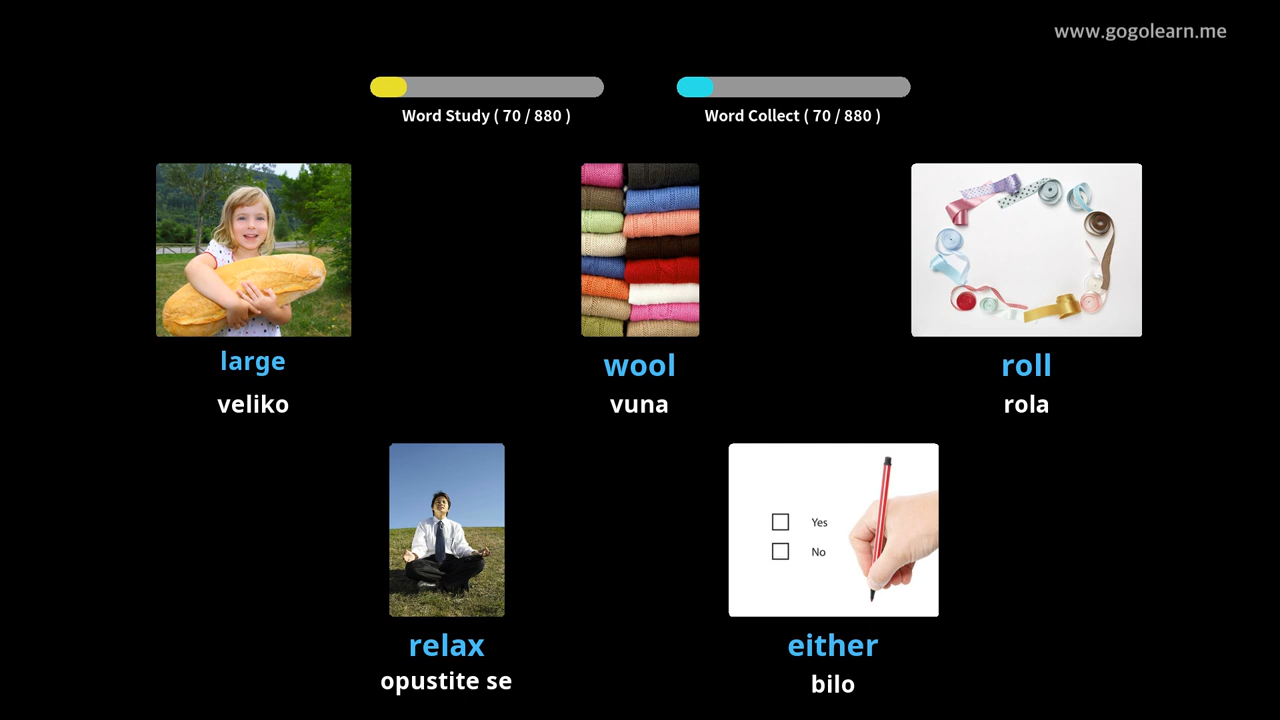 www.gogolearn.me
Word Study ( 70 / 880 )
Word Collect ( 70 / 880 )
large
veliko
wool
vuna
roll
rola
Yes
No
relax
opustite se
either
bilo